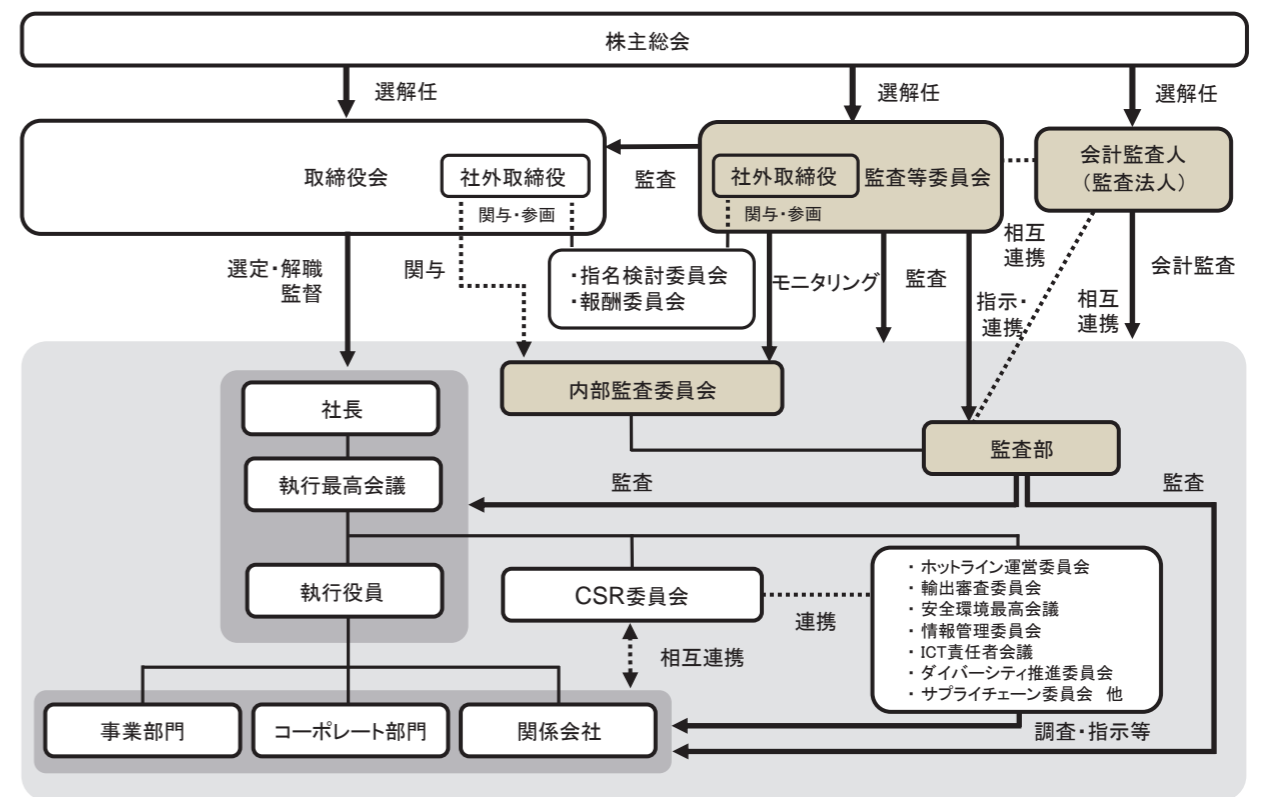 株主総会
選解任
選解任
選解任
取締役会
社外取締役
関与・参画
監査
社外取締役
監査等委員会
関与・参画
会計監査人
（監査法人）
選定・解職
監督
関与
・指名検討委員会
・報酬委員会
モニタリング
監査
指示・
連携
相互
連携
相互
連携
会計監査
社長
執行最高会議
執行役員
内部監査委員会
監査部
監査
監査
CSR委員会
連携
相互連携
・ホットライン運営委員会
・輸出審査委員会
・安全環境最高会議
・情報管理委員会
・ICT責任者会議
・ダイバーシティ推進委員会
・サプライチェーン委員会 他
事業部門
コーポレート部門
関係会社
調査・指示等